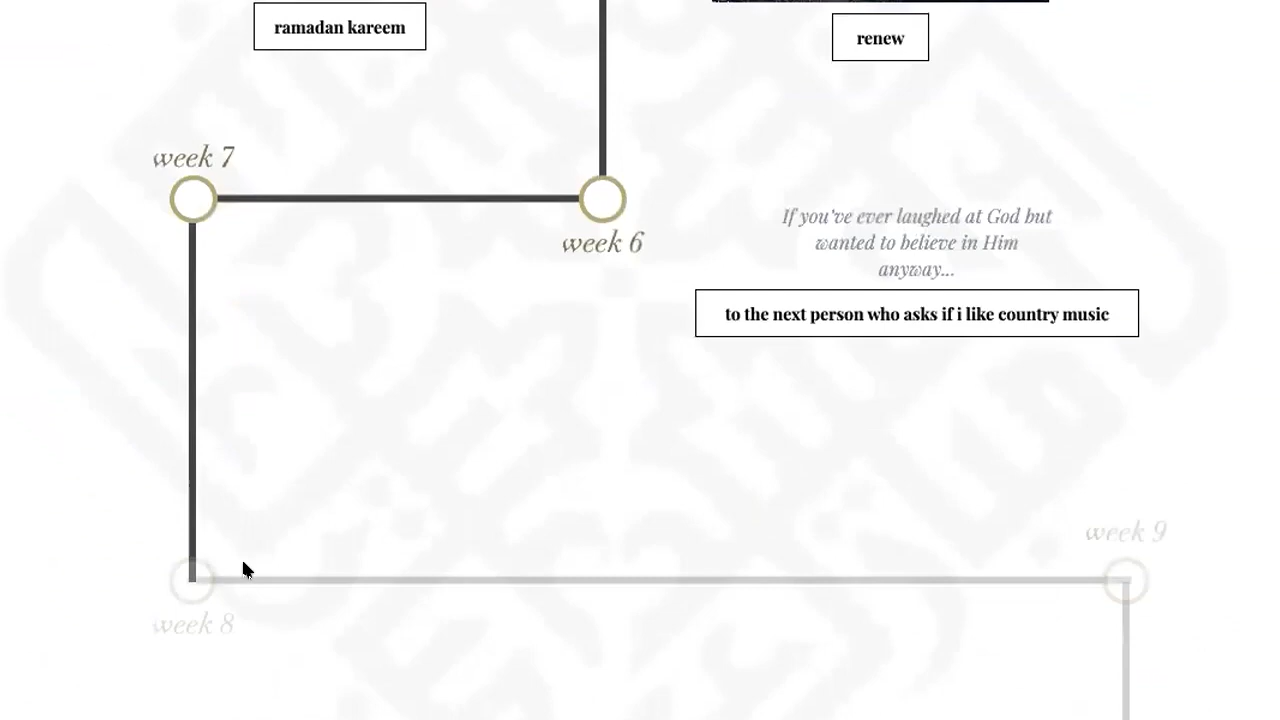 ramadan kareem
renew
week 7
week 6
If you've ever laughed at God but
wanted to believe in Him
anyway...
to the next person who asks if i like country music
week 9
week 8